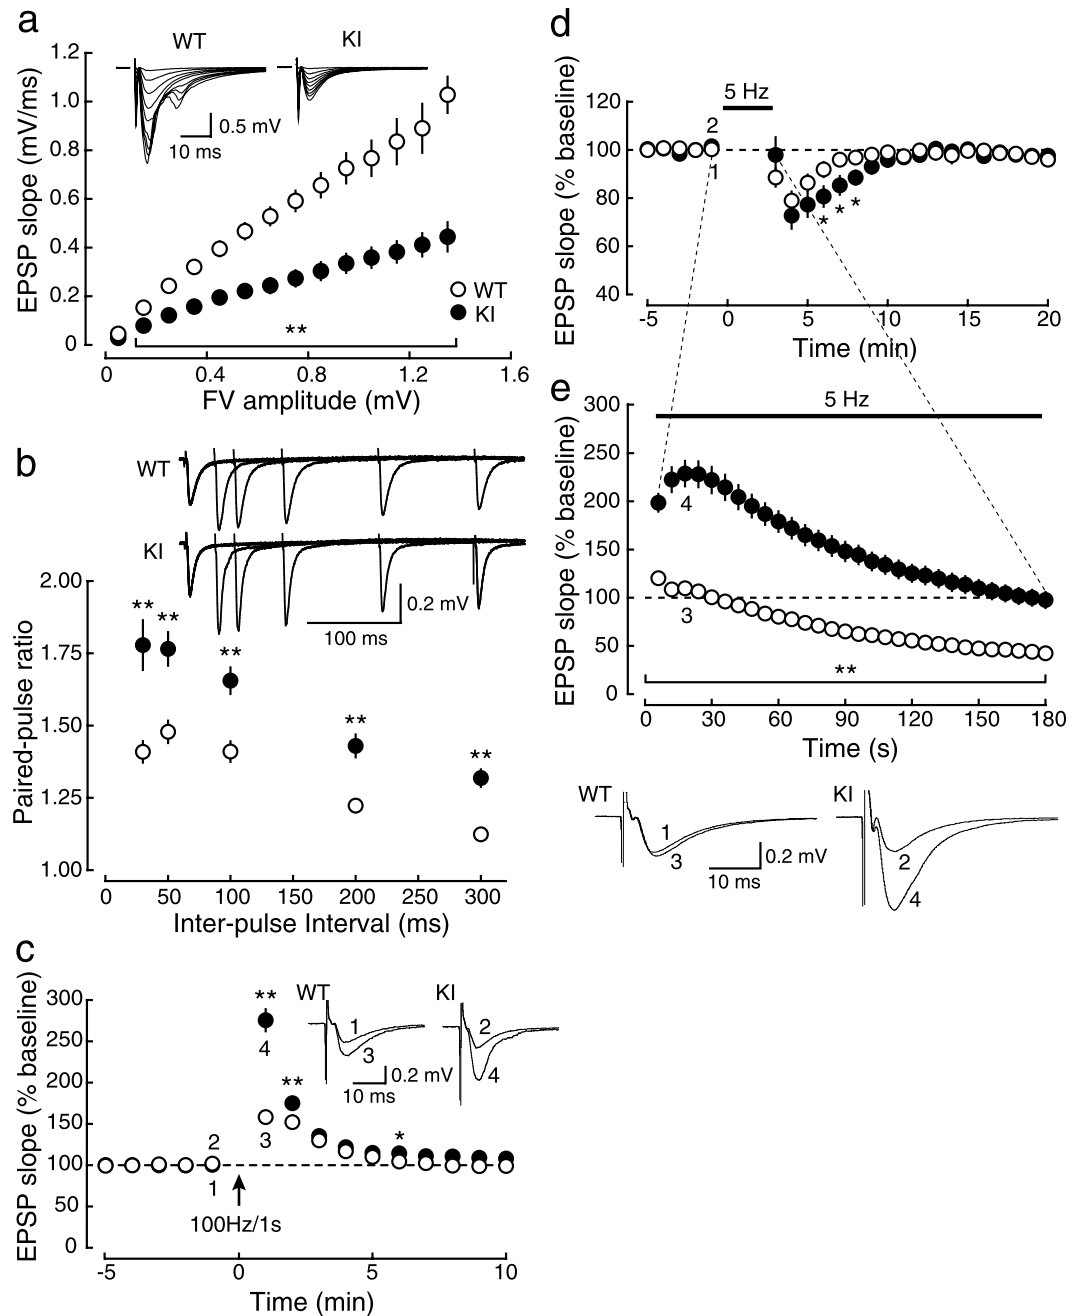 a
WT
KI
EPSP slope (mV/ms)
1.2
1.0
0.8
0.6
0.4
0.2
0
0.5 mV
10 ms
WT
KI
**
0
0.4
0.8
1.2
1.6
FV amplitude (mV)
b
WT
KI
0.2 mV
100 ms
Paired-pulse ratio
2.00
1.75
1.50
1.25
1.00
**
**
**
**
**
0
50
100
150
200
250
300
Inter-pulse Interval (ms)
c
EPSP slope (% baseline)
300
250
200
150
100
50
0
**
4
**
3
2
1
*
100Hz/1s
WT
1
3
KI
2
4
0.2 mV
10 ms
-5
0
5
10
Time (min)
d
EPSP slope (% baseline)
120
100
80
60
40
5 Hz
2
1
*
*
*
-5
0
5
10
15
20
Time (min)
e
EPSP slope (% baseline)
300
250
200
150
100
50
0
5 Hz
4
3
**
0
30
60
90
120
150
180
Time (s)
WT
1
3
0.2 mV
10 ms
KI
2
4